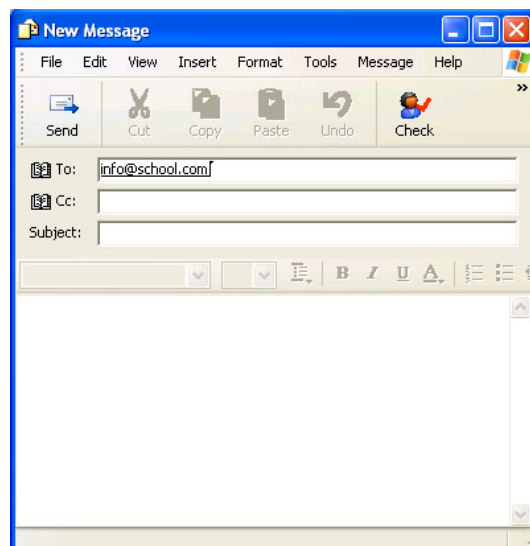 New Message
File Edit View Insert Format Tools Message Help
»
Send Cut Copy Paste Undo Check
To: info@school.com
Cc:
Subject:
B I U A